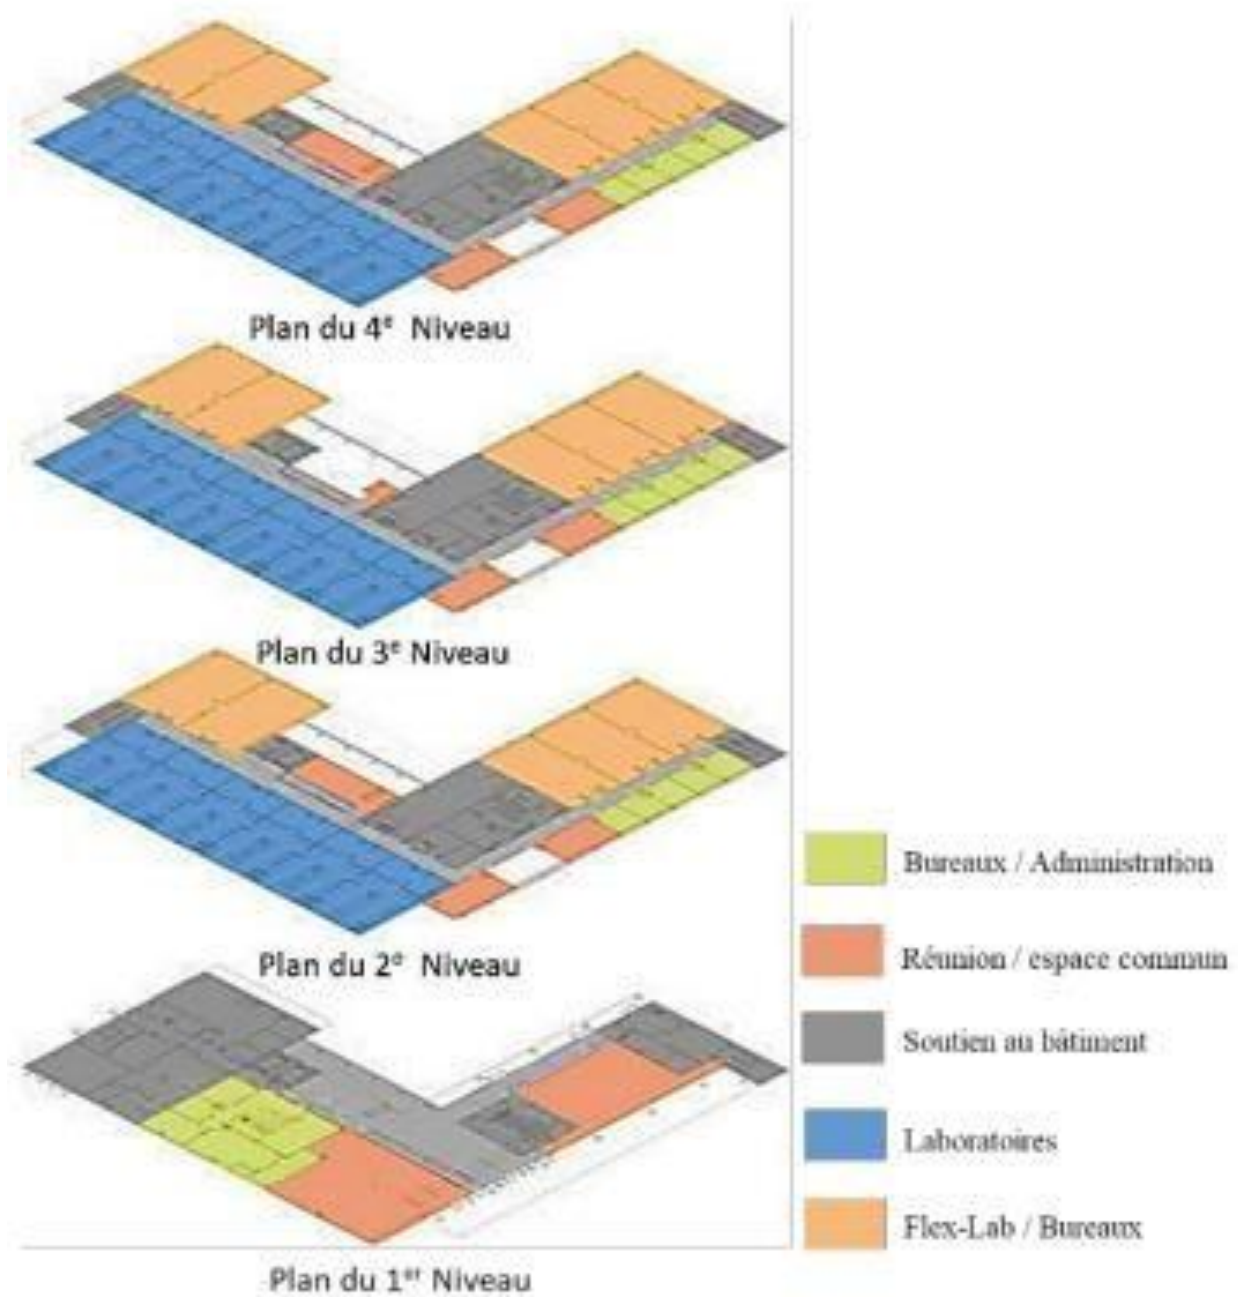 Plan du 4e Niveau
Plan du 3e Niveau
Plan du 2e Niveau
Plan du 1er Niveau
Bureaux / Administration
Réunion / espace commun
Soutien au bâtiment
Laboratoires
Flex-Lab / Bureaux